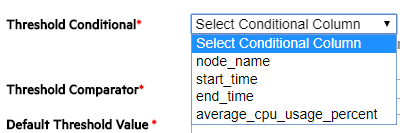 Threshold Conditional* Select Conditional Column
Select Conditional Column
node_name
start_time
end_time
Threshold Comparator*
average_cpu_usage_percent
Default Threshold Value *